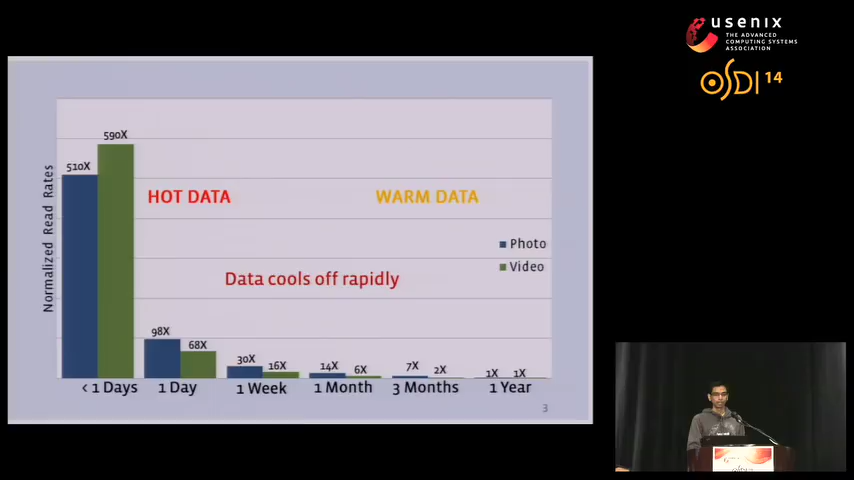 usenix
THE ADVANCED
COMPUTING SYSTEMS
ASSOCIATION
OSDI 14
590X
510X
HOT DATA
WARM DATA
Normalized Read Rates
Photo
Video
Data cools off rapidly
98X
68X
30X
16X
14X
6X
7X
2X
1X
1X
< 1 Days
1 Day
1 Week
1 Month
3 Months
1 Year
3